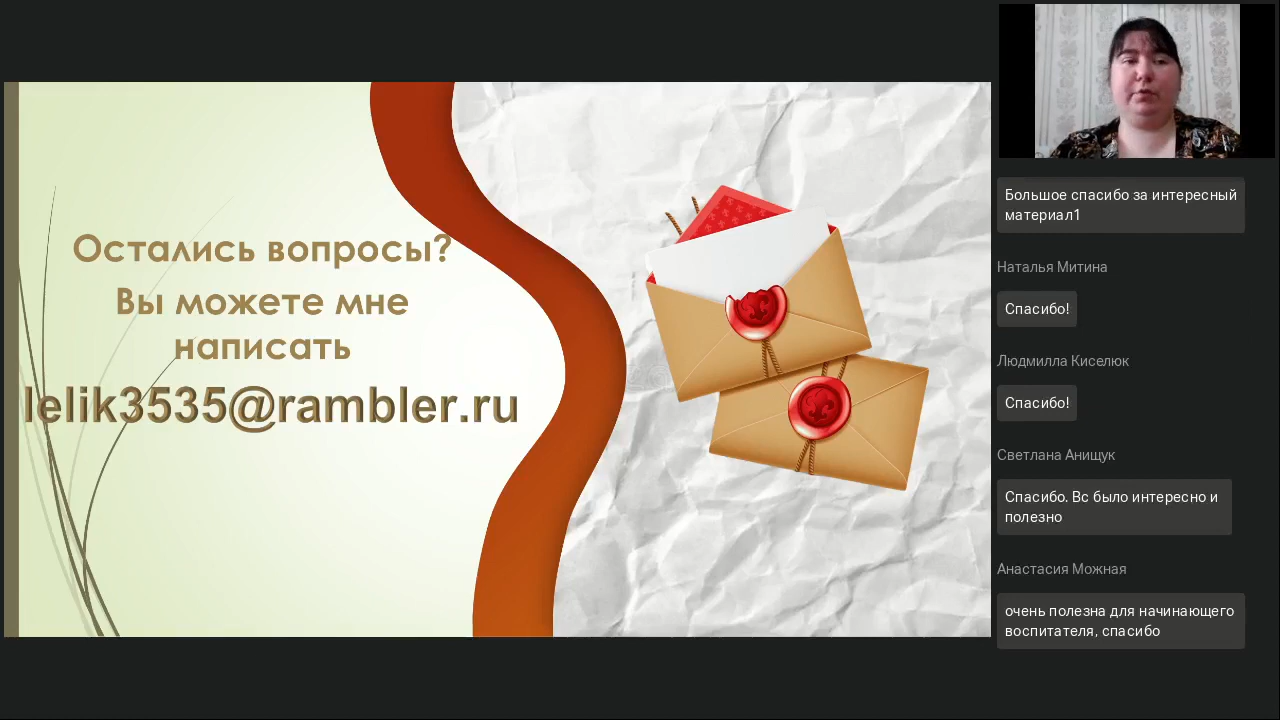 Остались вопросы?
Вы можете мне
написать
lelik3535@rambler.ru
Большое спасибо за интересный
материал1
Наталья Митина
Спасибо!
Людмилла Киселюк
Спасибо!
Светлана Анищук
Спасибо. Вс было интересно и
полезно
Анастасия Можная
очень полезна для начинающего
воспитателя, спасибо